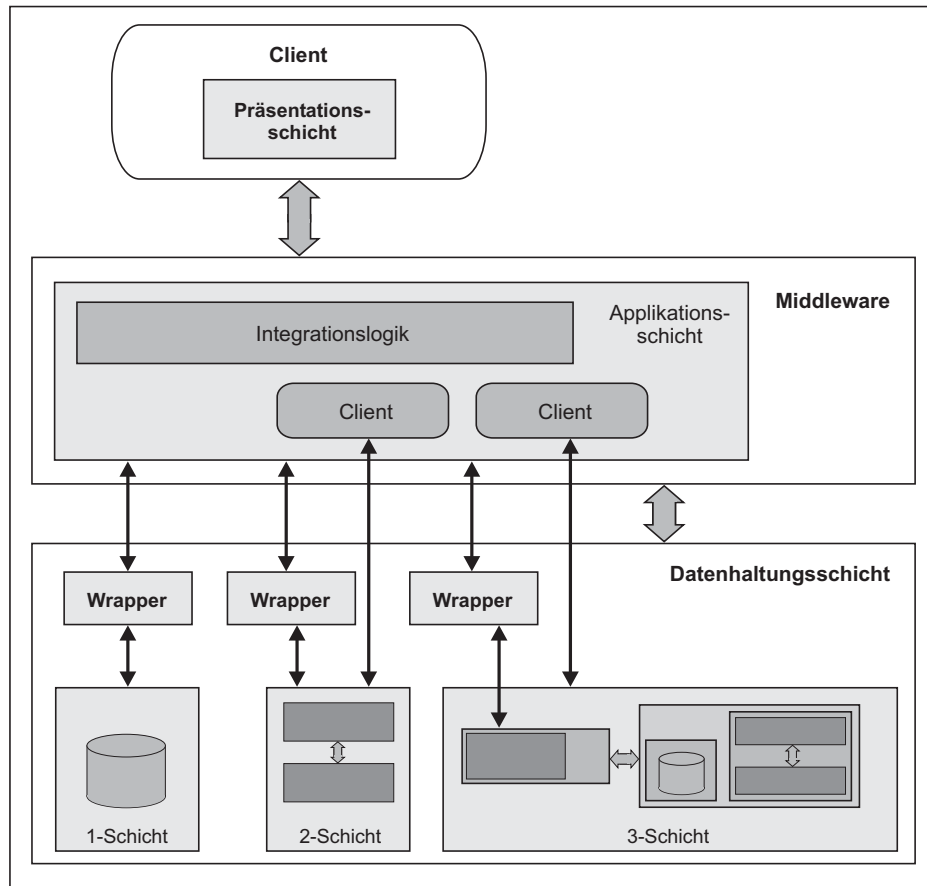 Client
Präsentations-
schicht
Middleware
Applikations-
schicht
Integrationslogik
Client
Client
Datenhaltungsschicht
Wrapper
Wrapper
Wrapper
1-Schicht
2-Schicht
3-Schicht